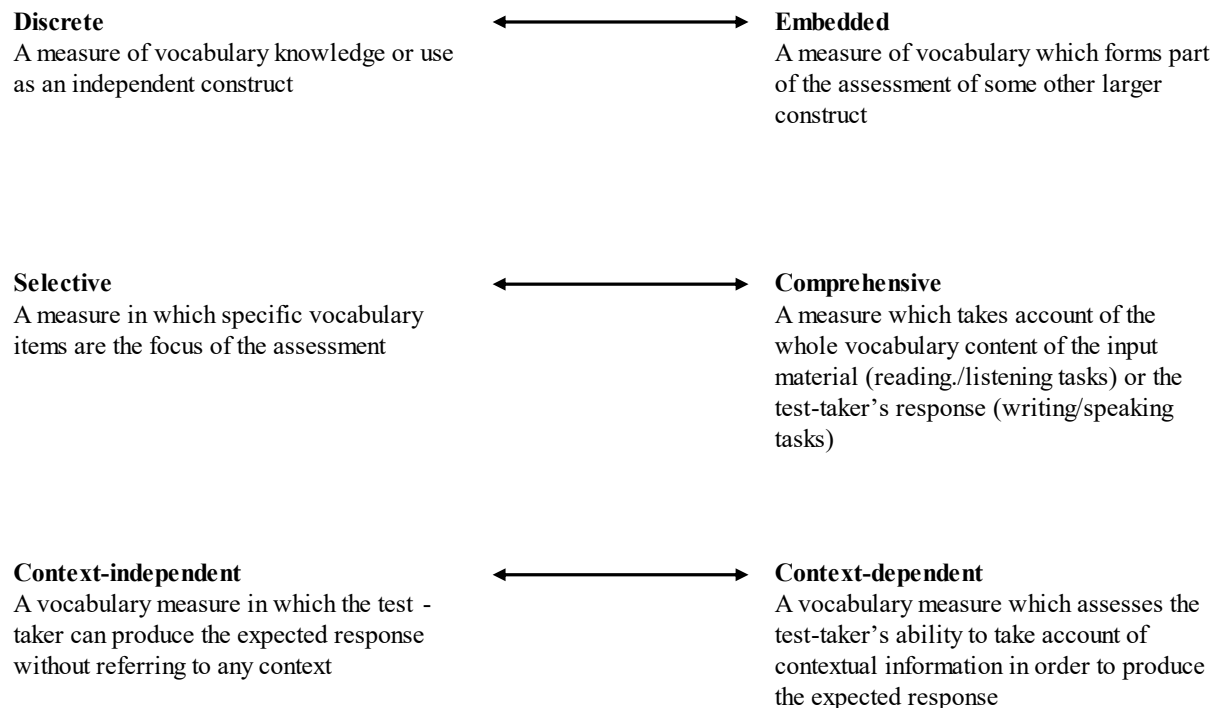 Discrete
A measure of vocabulary knowledge or use
as an independent construct
Embedded
A measure of vocabulary which forms part
of the assessment of some other larger
construct
Selective
A measure in which specific vocabulary
items are the focus of the assessment
Comprehensive
A measure which takes account of the
whole vocabulary content of the input
material (reading./listening tasks) or the
test-taker’s response (writing/speaking
tasks)
Context-independent
A vocabulary measure in which the test -
taker can produce the expected response
without referring to any context
Context-dependent
A vocabulary measure which assesses the
test-taker’s ability to take account of
contextual information in order to produce
the expected response